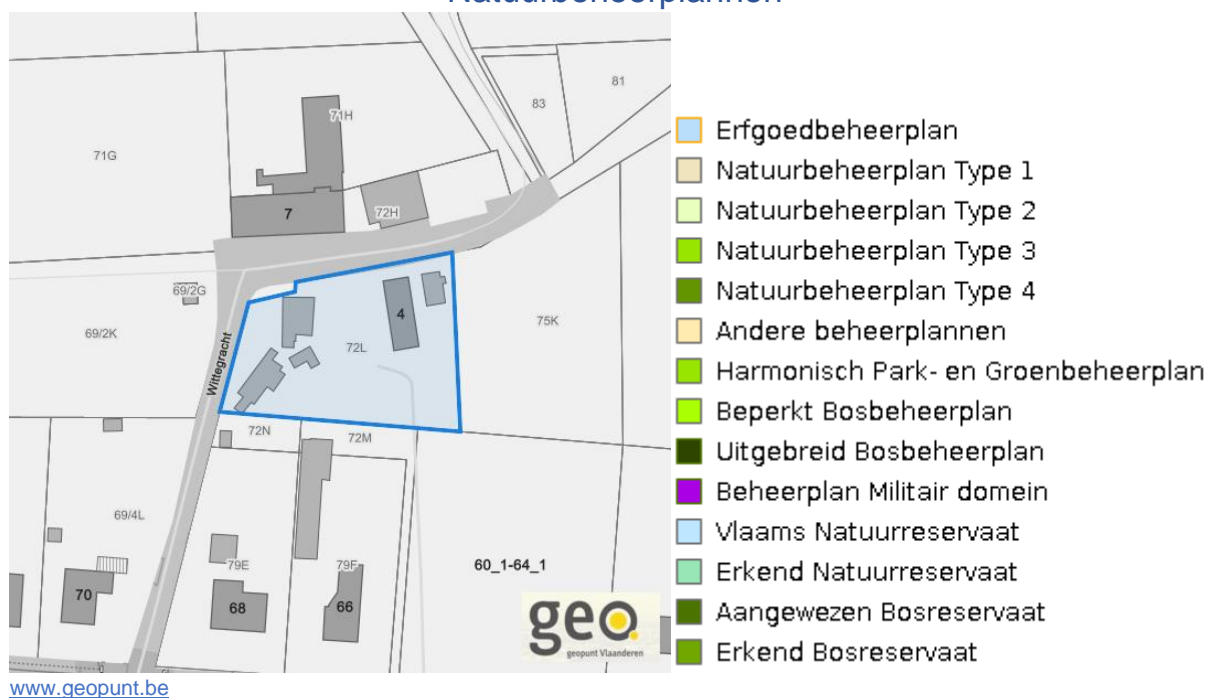 Natuurbeheerplannen
81
83
71H
71G
7
72H
69/2G
69/2K
Wittegracht
4
72L
75K
72N
72M
69/4L
79E
79F
60_1-64_1
70
68
66
geo
geopunt Vlaanderen
Erfgoedbeheerplan
Natuurbeheerplan Type 1
Natuurbeheerplan Type 2
Natuurbeheerplan Type 3
Natuurbeheerplan Type 4
Andere beheerplannen
Harmonisch Park- en Groenbeheerplan
Beperkt Bosbeheerplan
Uitgebreid Bosbeheerplan
Beheerplan Militair domein
Vlaams Natuurreservaat
Erkend Natuurreservaat
Aangewezen Bosreservaat
Erkend Bosreservaat
www.geopunt.be